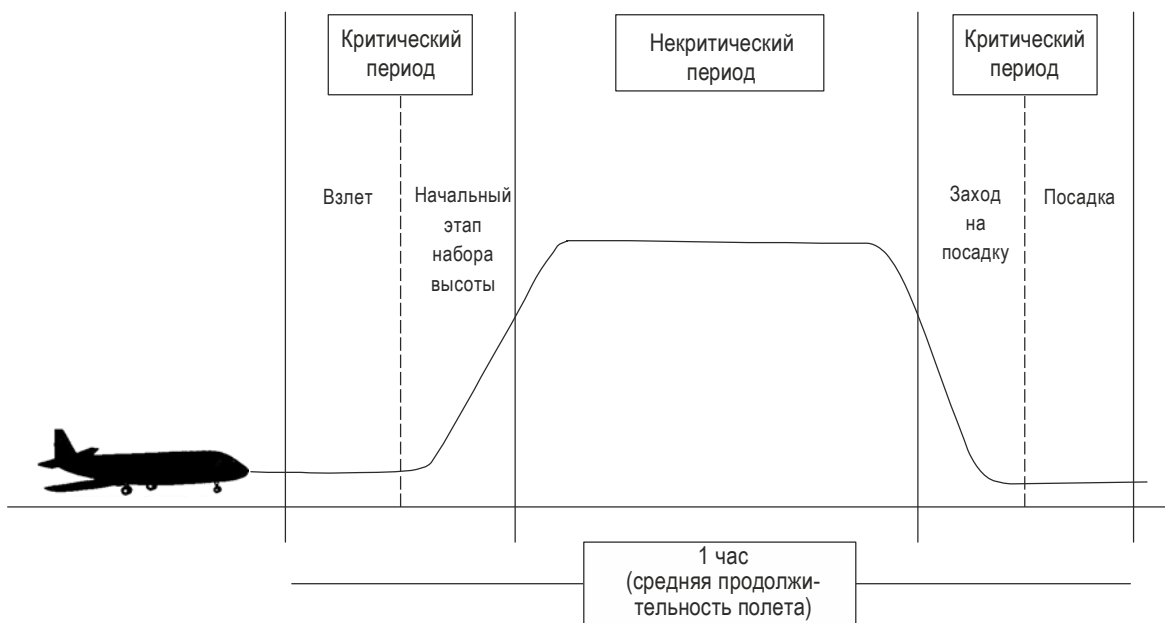 Критический
период
Некритический
период
Критический
период
Взлет
Начальный
этап
набора
высоты
Заход
на
посадку
Посадка
1 час
(средняя продолжи-
тельность полета)